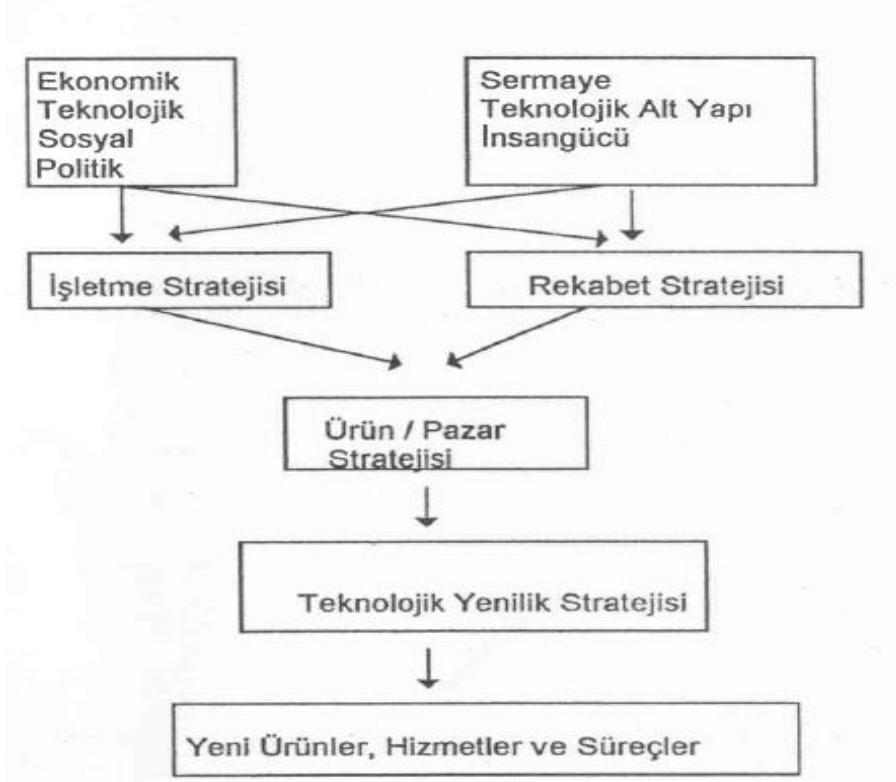 Ekonomik
Teknolojik
Sosyal
Politik
Sermaye
Teknolojik Alt Yapı
İnsangücü
İşletme Stratejisi
Rekabet Stratejisi
Ürün / Pazar
Stratejisi
Teknolojik Yenilik Stratejisi
Yeni Ürünler, Hizmetler ve Süreçler